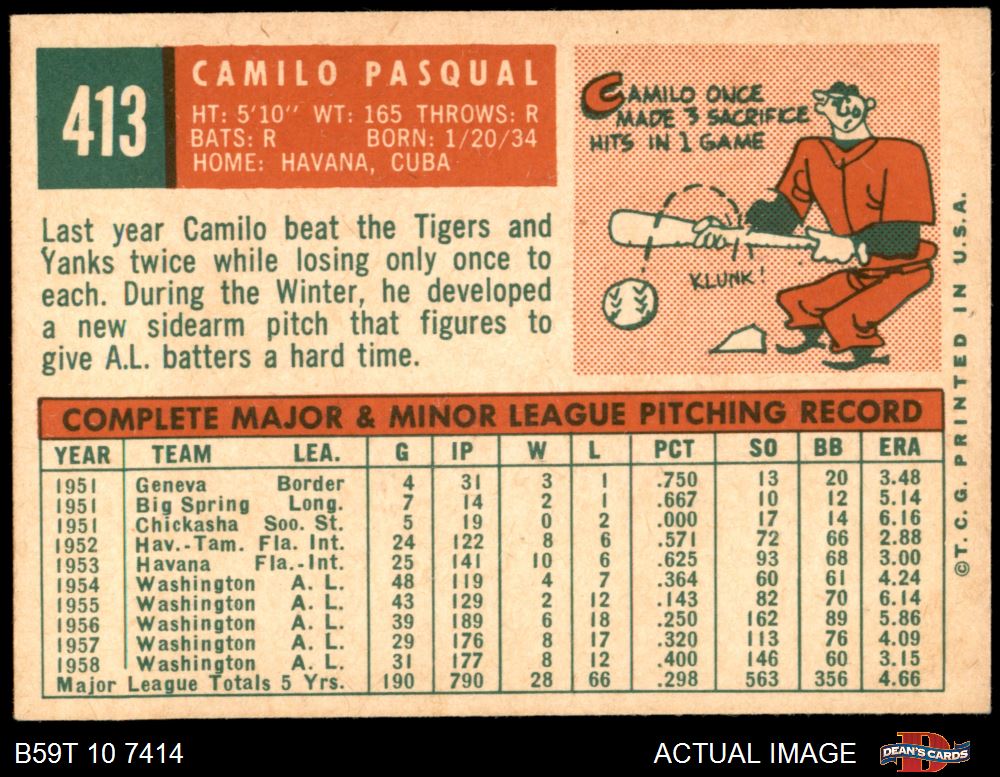 413
CAMILO PASQUAL
HT: 5'10" WT: 165 THROWS: R
BATS: R BORN: 1/20/34
HOME: HAVANA, CUBA
CAMILO ONCE
MADE 3 SACRIFICE
HITS IN 1 GAME
KLUNK!
Last year Camilo beat the Tigers and
Yanks twice while losing only once to
each. During the Winter, he developed
a new sidearm pitch that figures to
give A.L. batters a hard time.
COMPLETE MAJOR & MINOR LEAGUE PITCHING RECORD
YEAR TEAM LEA. G IP W L PCT SO BB ERA
1951 Geneva Border 4 31 3 1 .750 13 20 3.48
1951 Big Spring Long. 7 14 2 1 .667 10 12 5.14
1951 Chickasha Soo. St. 5 19 0 2 .000 17 14 6.16
1952 Hav.-Tam. Fla. Int. 24 122 8 6 .571 72 66 2.88
1953 Havana Fla.-Int. 25 141 10 6 .625 93 68 3.00
1954 Washington A. L. 48 119 4 7 .364 60 61 4.24
1955 Washington A. L. 43 129 2 12 .143 82 70 6.14
1956 Washington A. L. 39 189 6 18 .250 162 89 5.86
1957 Washington A. L. 29 176 8 17 .320 113 76 4.09
1958 Washington A. L. 31 177 8 12 .400 146 60 3.15
Major League Totals 5 Yrs. 190 790 28 66 .298 563 356 4.66
©T. C. G. PRINTED IN U.S.A.
B59T 10 7414
ACTUAL IMAGE
DEAN'S CARDS